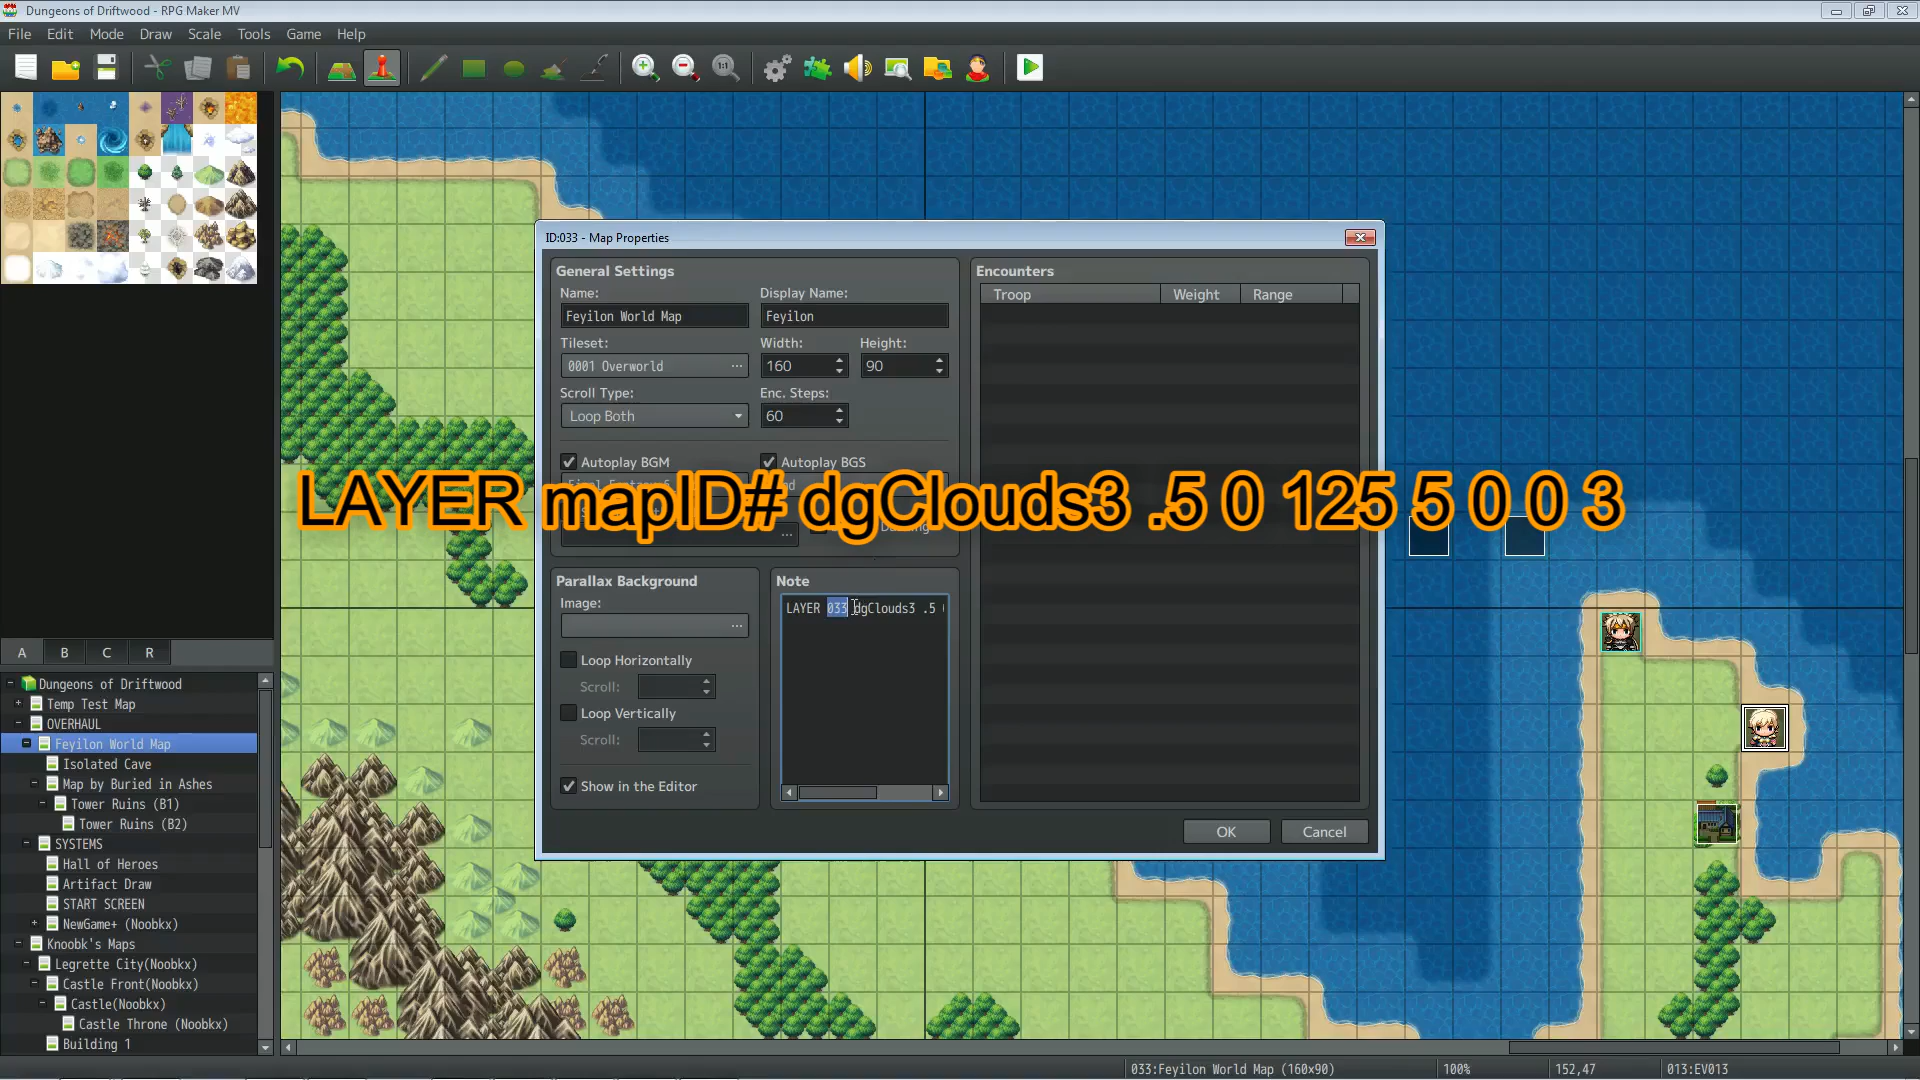 Dungeons of Driftwood - RPG Maker MV
File Edit Mode Draw Scale Tools Game Help
1:1
ID:033 - Map Properties
General Settings
Name:
Display Name:
Feyilon World Map
Feyilon
Tileset:
Width:
Height:
0001 Overworld ...
160
90
Scroll Type:
Enc. Steps:
Loop Both
60
Autoplay BGM
Autoplay BGS
LAYER mapID# dgClouds3 .5 0 125 5 0 0 3
Parallax Background
Image:
...
Loop Horizontally
Scroll:
Loop Vertically
Scroll:
Show in the Editor
Note
LAYER 033 dgClouds3 .5
Encounters
Troop Weight Range
OK
Cancel
A B C R
Dungeons of Driftwood
Temp Test Map
OVERHAUL
Feyilon World Map
Isolated Cave
Map by Buried in Ashes
Tower Ruins (B1)
Tower Ruins (B2)
SYSTEMS
Hall of Heroes
Artifact Draw
START SCREEN
NewGame+ (Noobkx)
Knoobk's Maps
Legrette City(Noobkx)
Castle Front(Noobkx)
Castle(Noobkx)
Castle Throne (Noobkx)
Building 1
033:Feyilon World Map (160×90)
100%
152,47
013:EV013